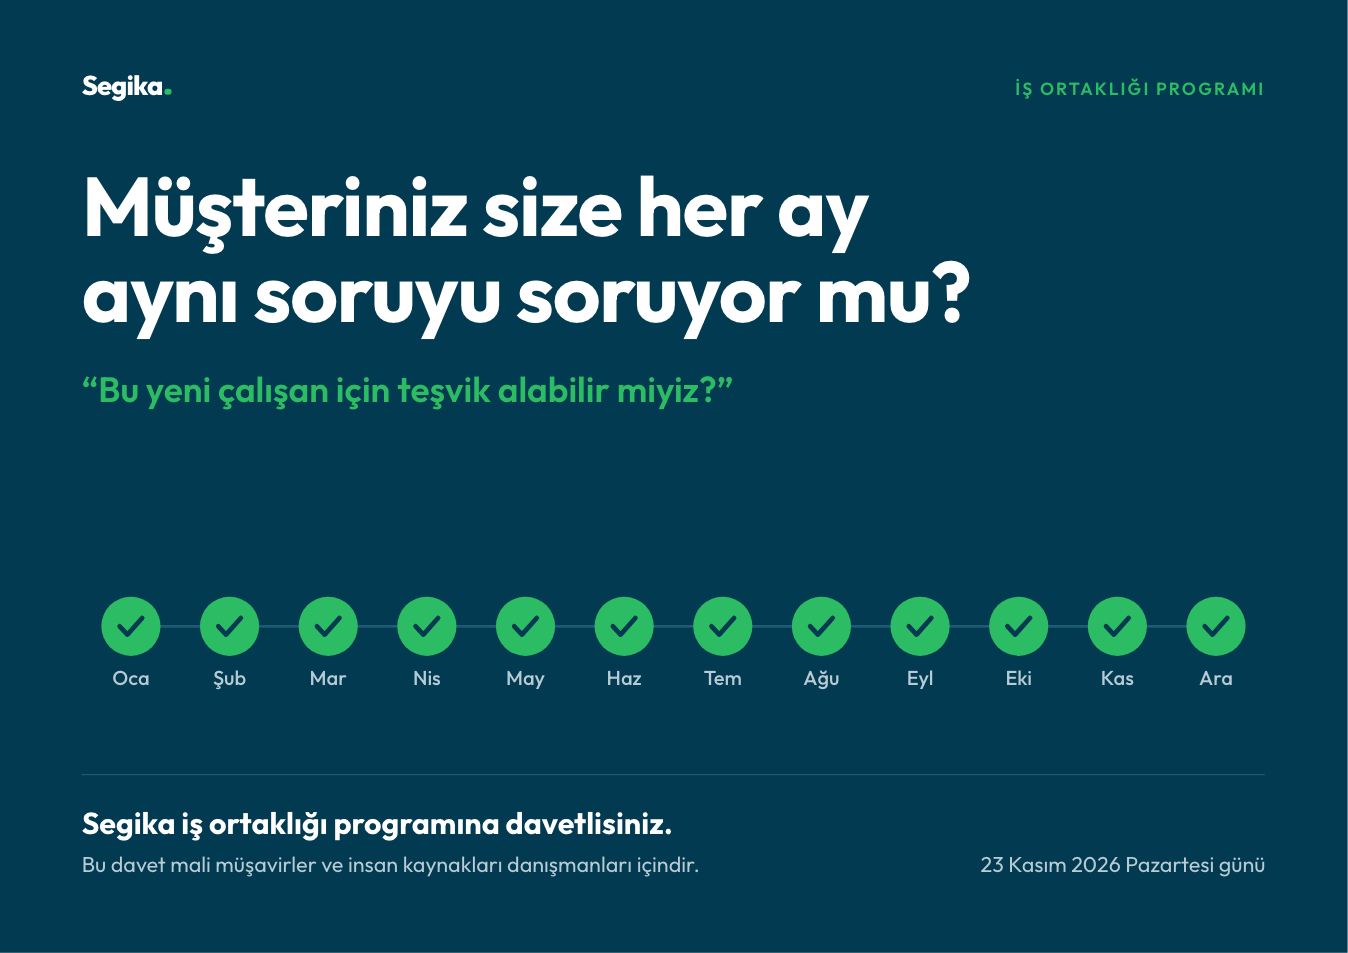 Segika.
İŞ ORTAKLIĞI PROGRAMI
Müşteriniz size her ay
aynı soruyu soruyor mu?
“Bu yeni çalışan için teşvik alabilir miyiz?”
Oca Şub Mar Nis May Haz Tem Ağu Eyl Eki Kas Ara
Segika iş ortaklığı programına davetlisiniz.
Bu davet mali müşavirler ve insan kaynakları danışmanları içindir.
23 Kasım 2026 Pazartesi günü